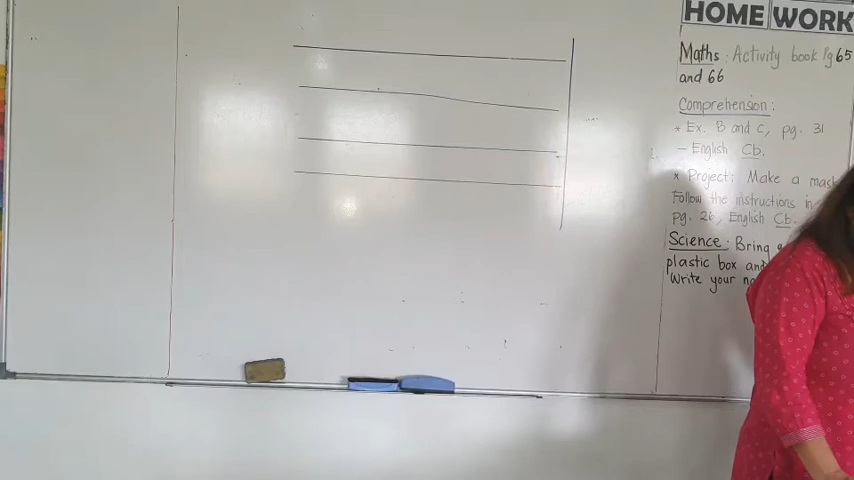 HOME WORK
Maths: Activity book Pg 65
and 66
Comprehension:
* Ex. B and C, pg. 31
- English Cb.
* Project: Make a mask
Follow the instructions in
pg. 26, English Cb.
Science: Bring
plastic box and
Write your